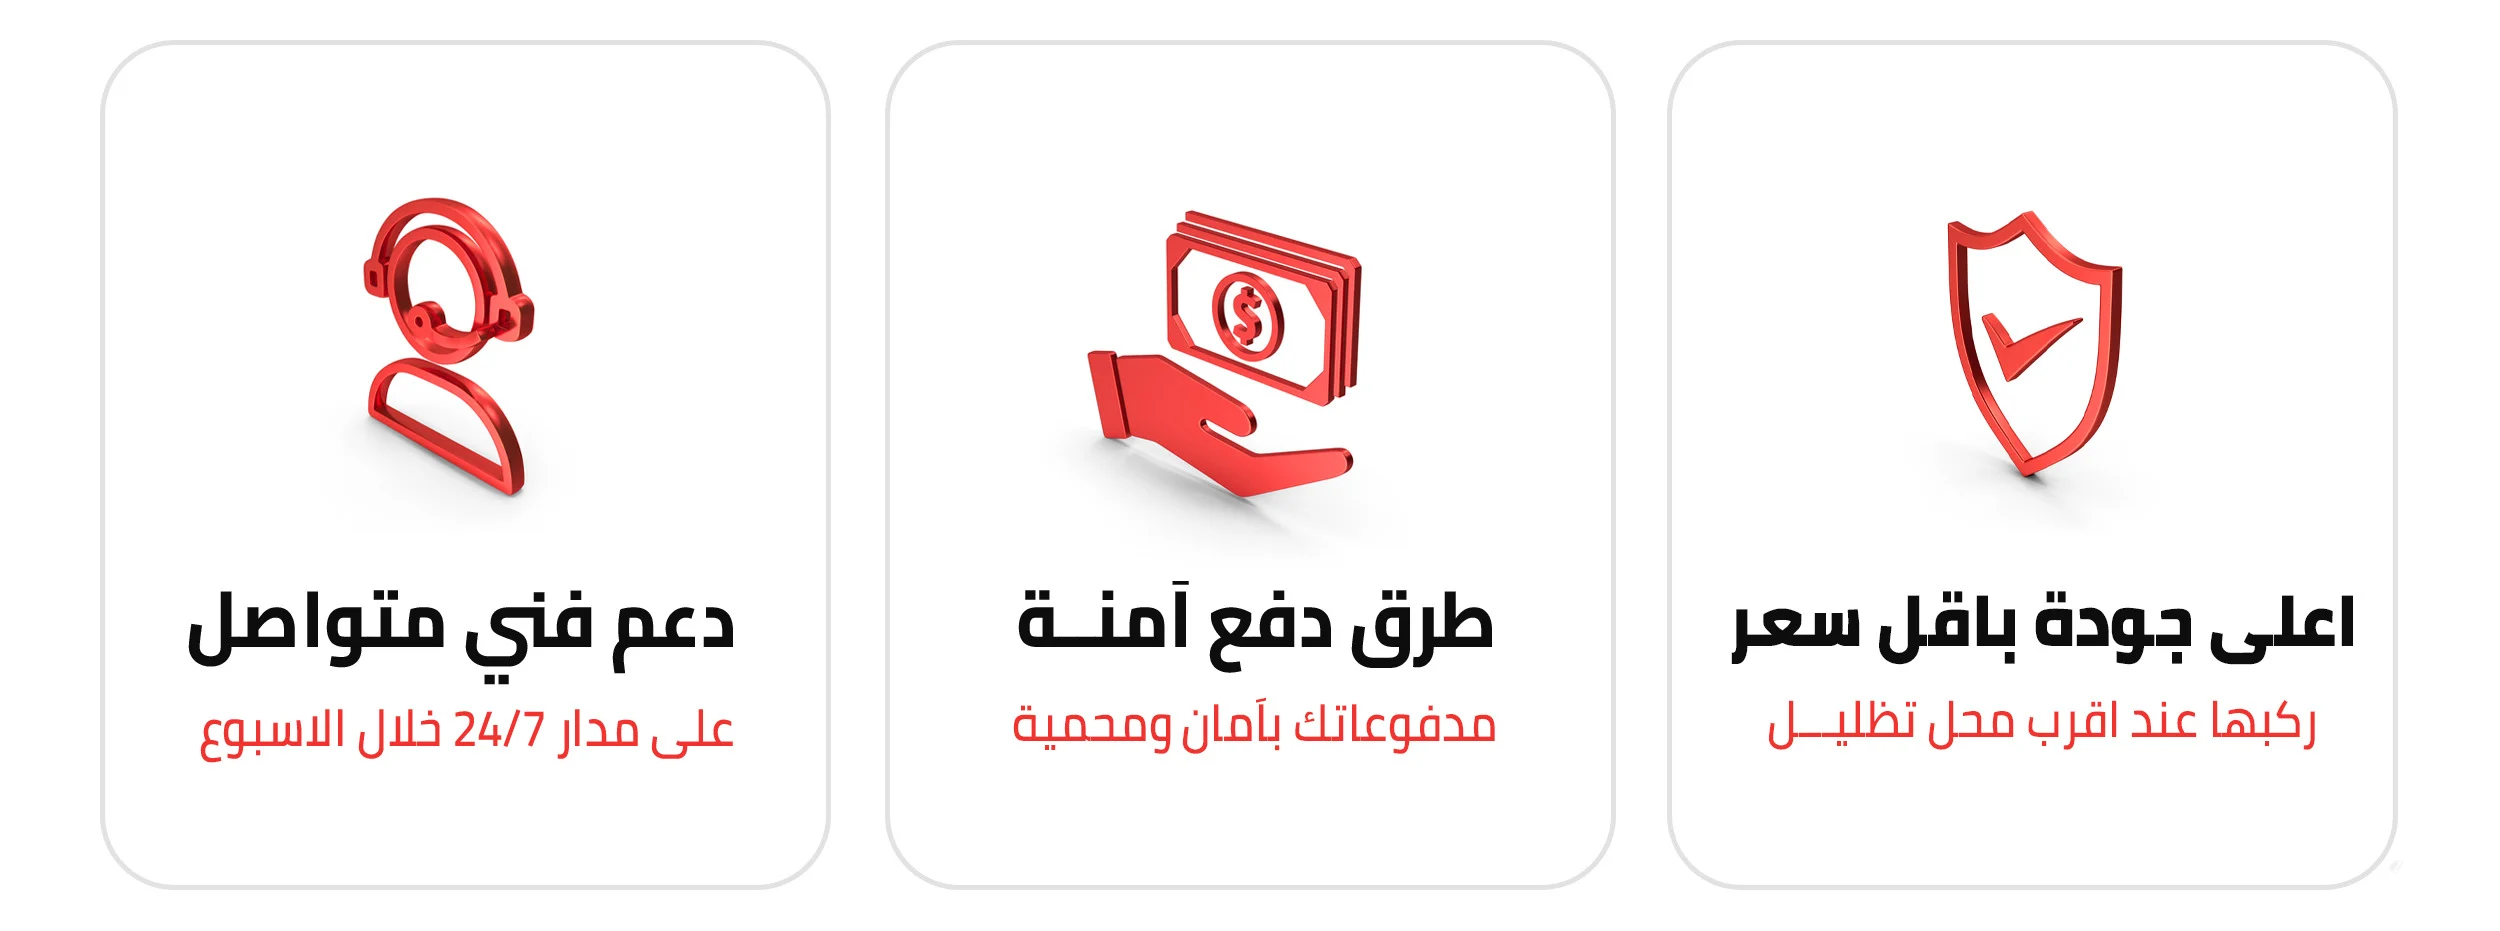 اعلى جودة باقل سعر
ركبها عند اقرب محل تظليــل
طرق دفع آمنــة
مدفوعاتك بآمان ومحمية
دعم فني متواصل
على مدار 24/7 خلال الاسبوع